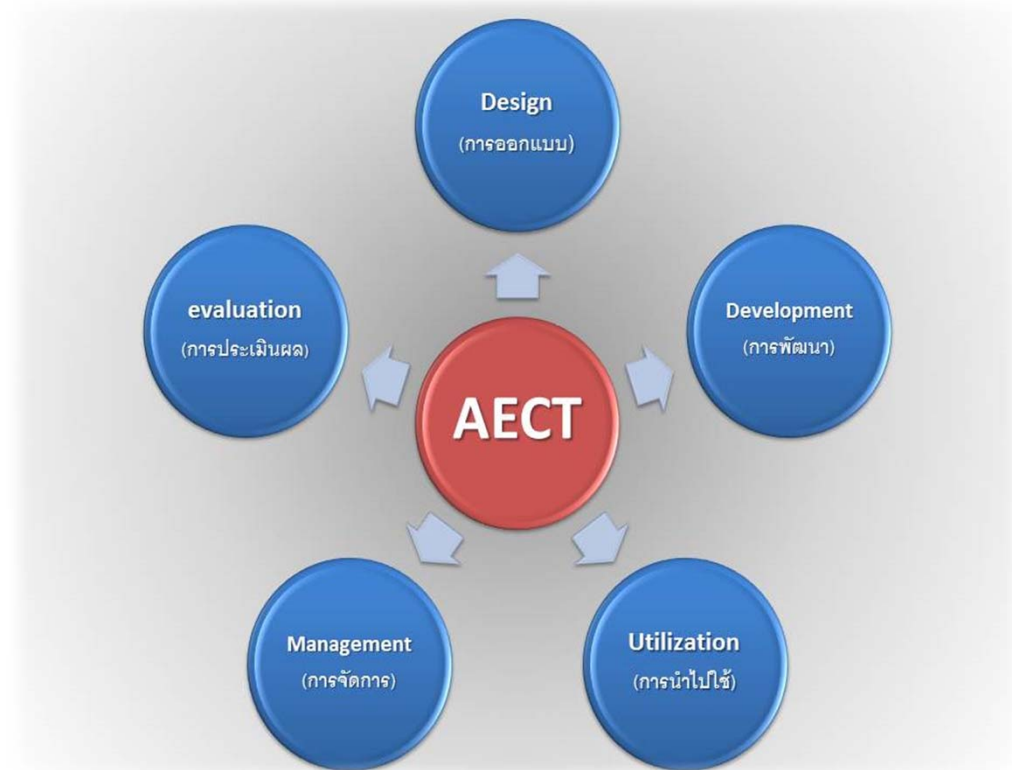 Design
(การออกแบบ)
evaluation
(การประเมินผล)
Development
(การพัฒนา)
AECT
Management
(การจัดการ)
Utilization
(การนำไปใช้)